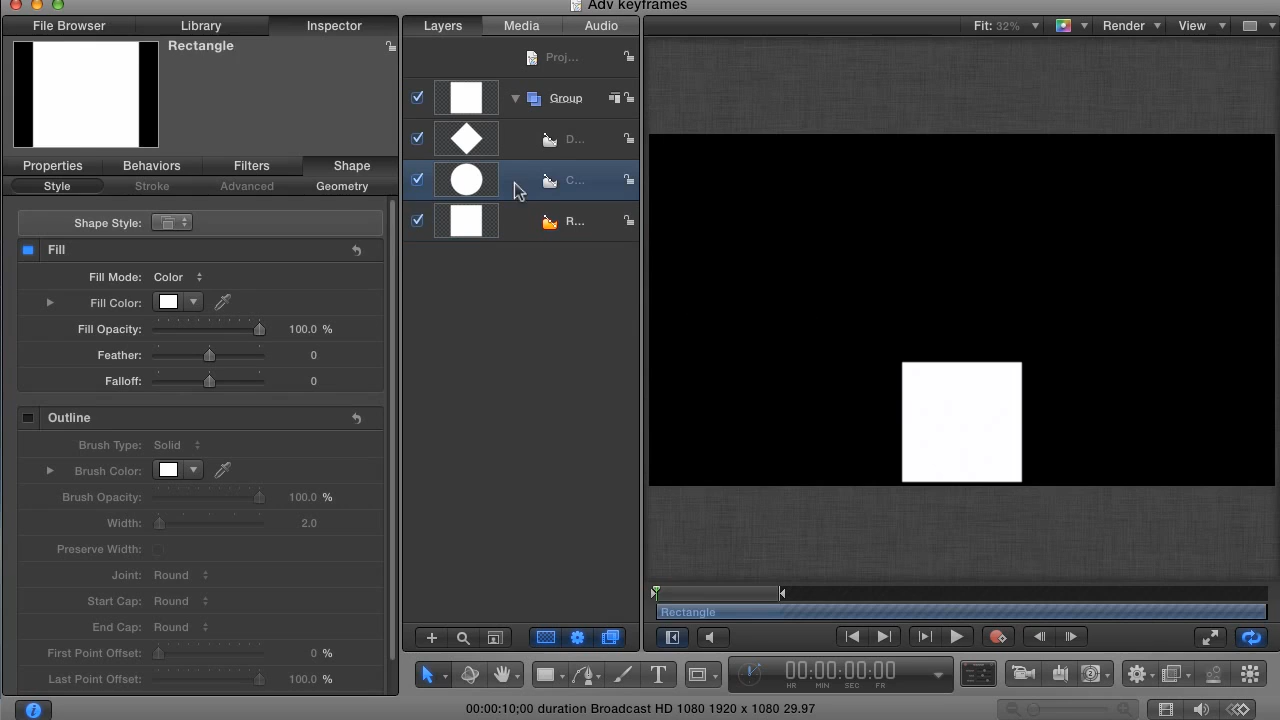 Adv keyframes
File Browser
Library
Inspector
Layers
Media
Audio
Fit: 32%
Render
View
Rectangle
Proj...
Group
D...
C...
R...
Properties
Behaviors
Filters
Shape
Style
Stroke
Advanced
Geometry
Shape Style:
Fill
Fill Mode: Color
Fill Color:
Fill Opacity: 100.0 %
Feather: 0
Falloff: 0
Outline
Brush Type: Solid
Brush Color:
Brush Opacity: 100.0 %
Width: 2.0
Preserve Width:
Joint: Round
Start Cap: Round
End Cap: Round
First Point Offset: 0 %
Last Point Offset: 100.0 %
Rectangle
T
00:00:00:00
HR MIN SEC FR
00:00:10;00 duration Broadcast HD 1080 1920 x 1080 29.97